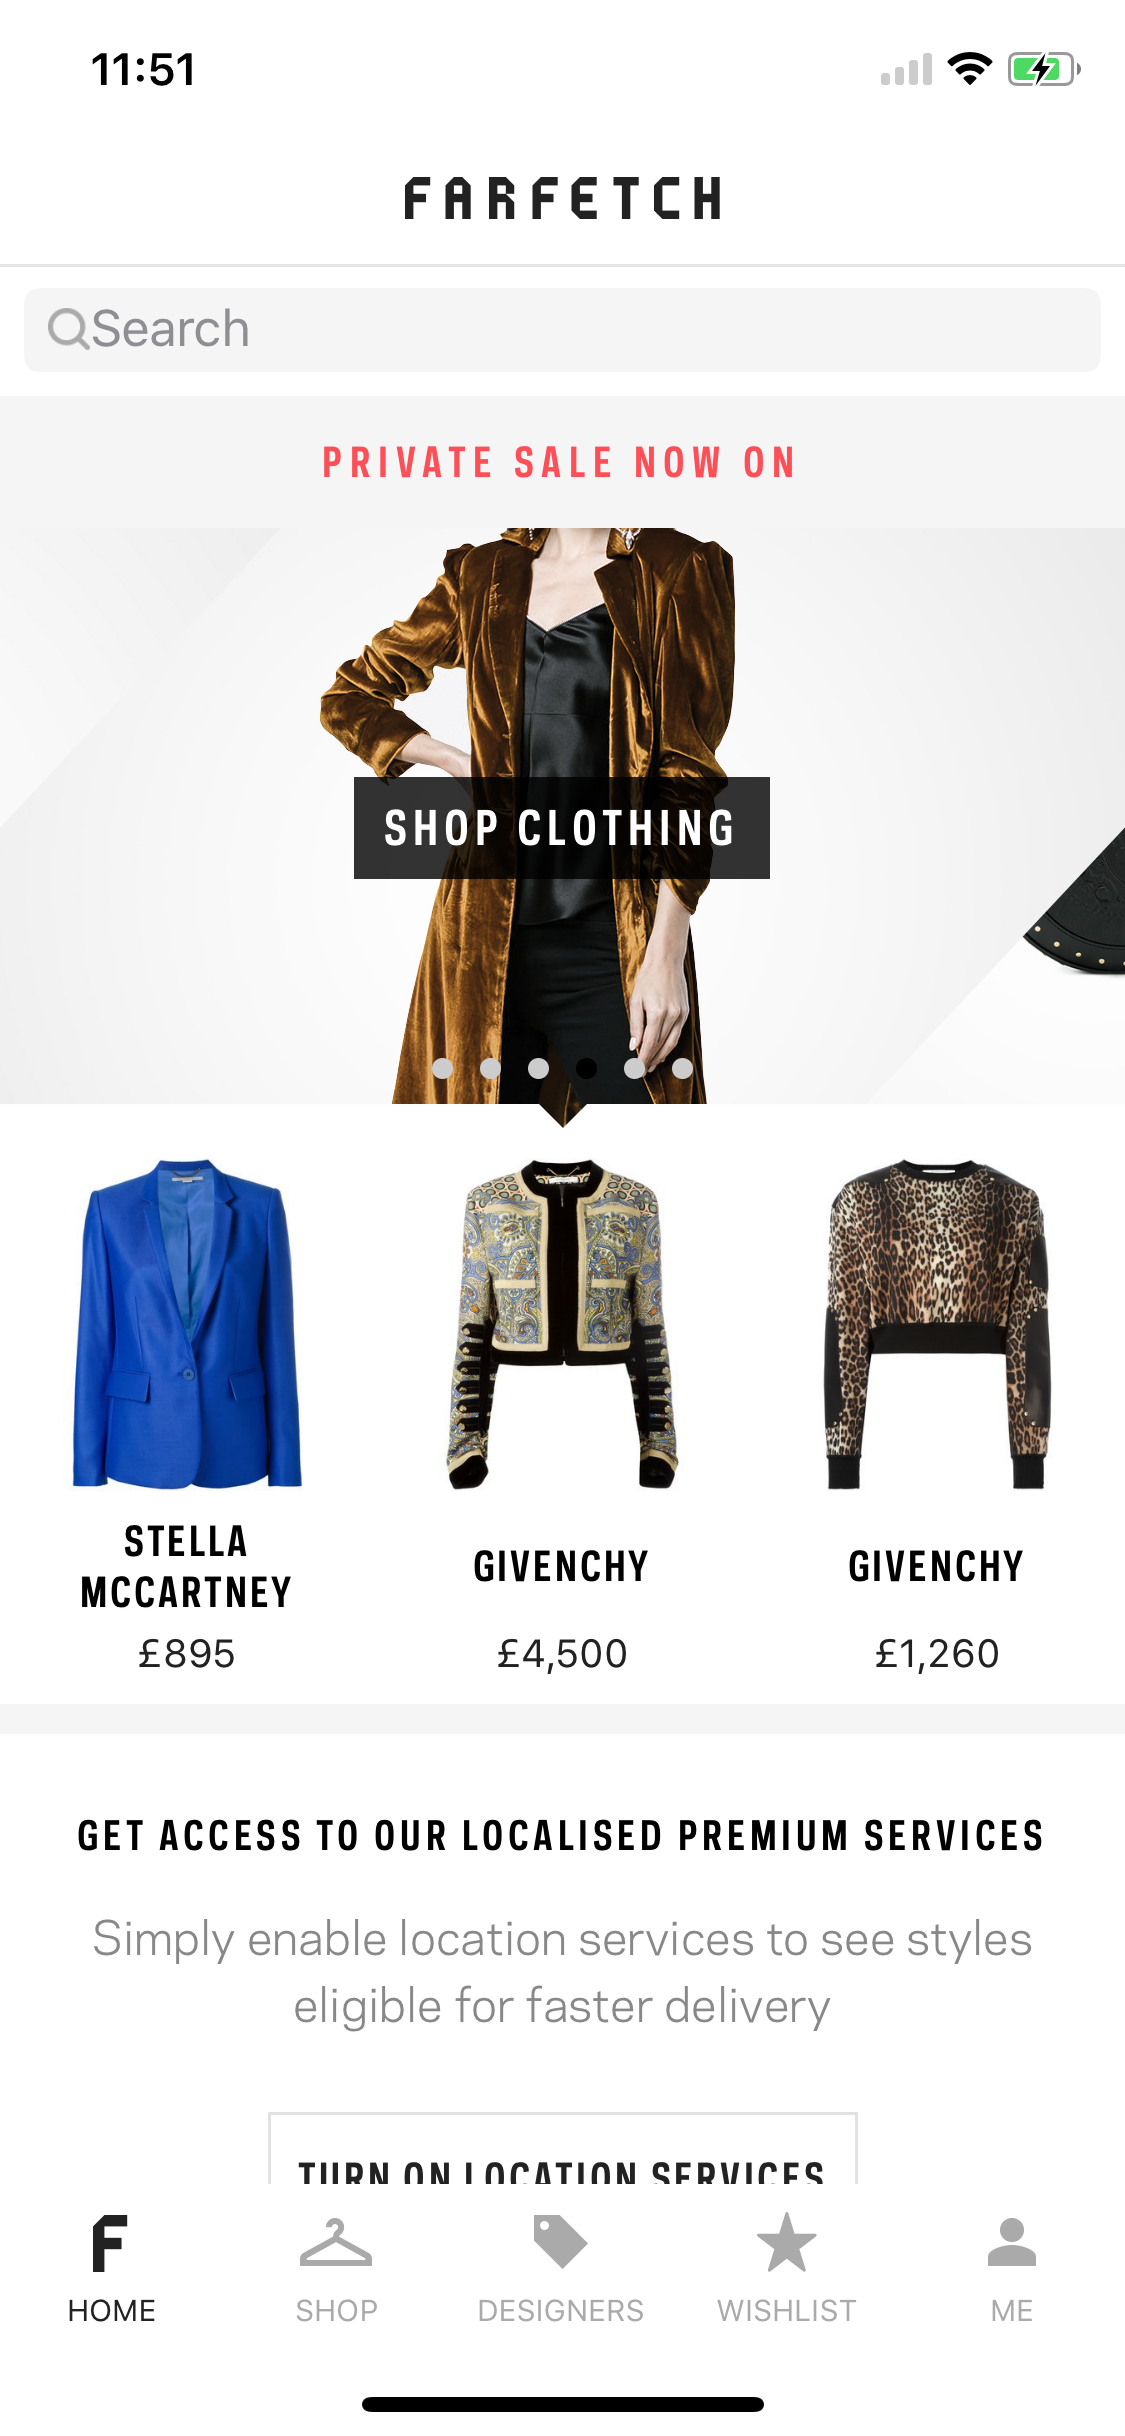 11:51
FARFETCH
Search
PRIVATE SALE NOW ON
SHOP CLOTHING
STELLA
MCCARTNEY
£895
GIVENCHY
£4,500
GIVENCHY
£1,260
GET ACCESS TO OUR LOCALISED PREMIUM SERVICES
Simply enable location services to see styles
eligible for faster delivery
TURN ON LOCATION SERVICES
HOME
SHOP
DESIGNERS
WISHLIST
ME